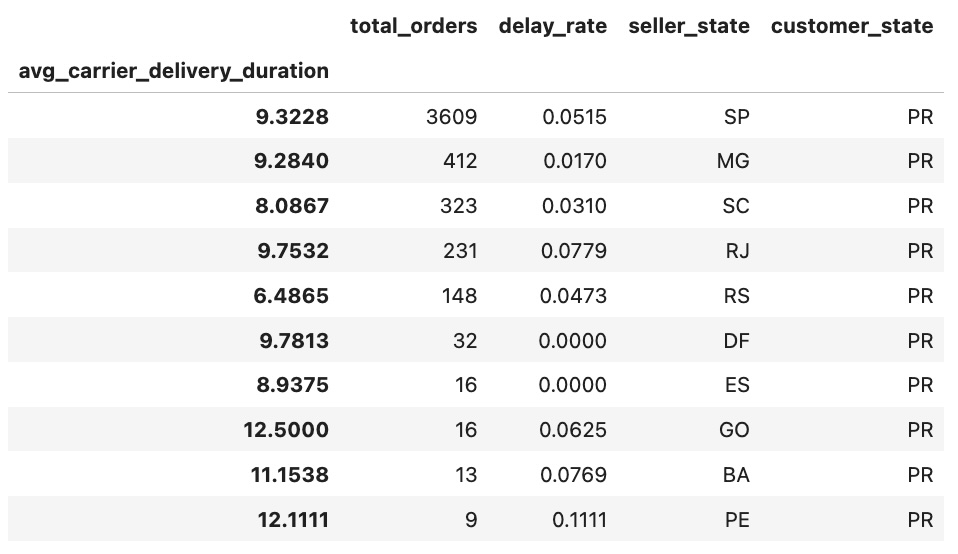 total_orders delay_rate seller_state customer_state
avg_carrier_delivery_duration
9.3228 3609 0.0515 SP PR
9.2840 412 0.0170 MG PR
8.0867 323 0.0310 SC PR
9.7532 231 0.0779 RJ PR
6.4865 148 0.0473 RS PR
9.7813 32 0.0000 DF PR
8.9375 16 0.0000 ES PR
12.5000 16 0.0625 GO PR
11.1538 13 0.0769 BA PR
12.1111 9 0.1111 PE PR